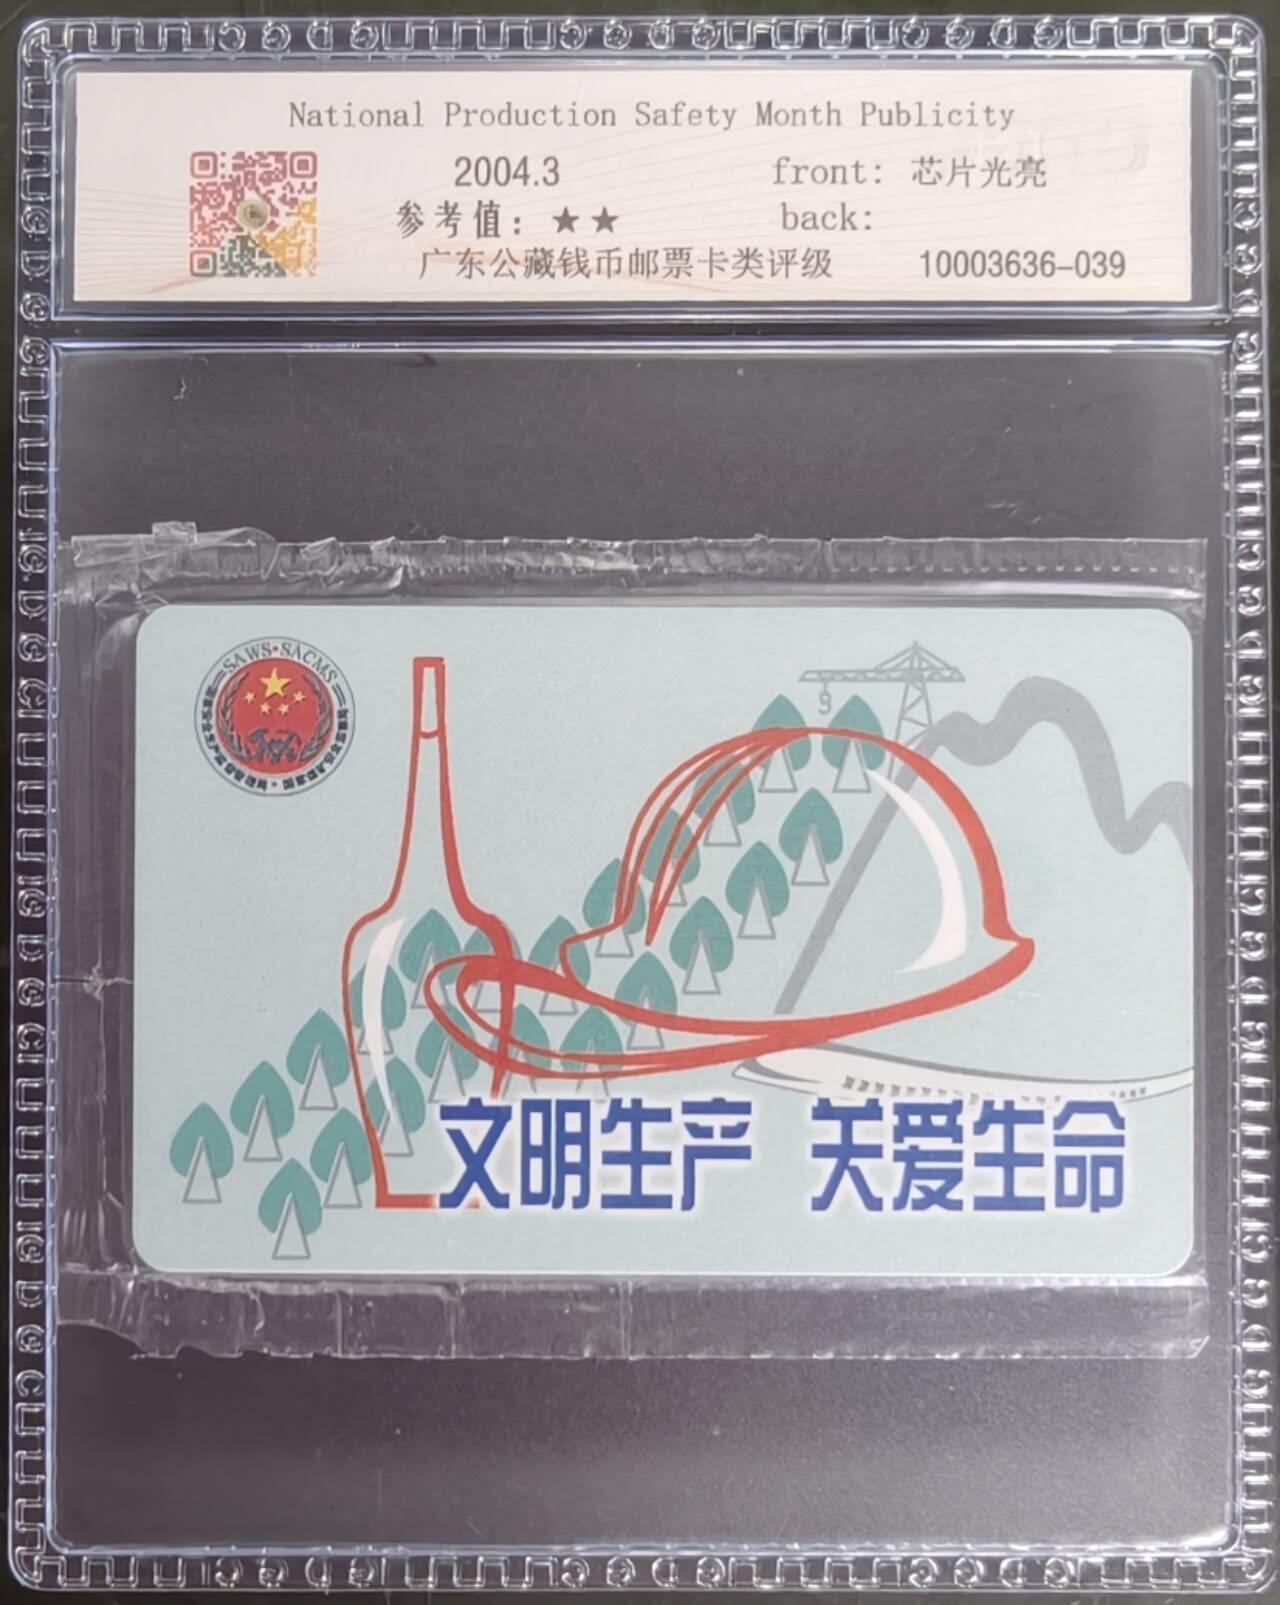 National Production Safety Month Publicity
2004.3
front: 芯片光亮
参考值: ★★
back:
广东公藏钱币邮票卡类评级
10003636-039
SAWS·SACMS
文明生产 关爱生命